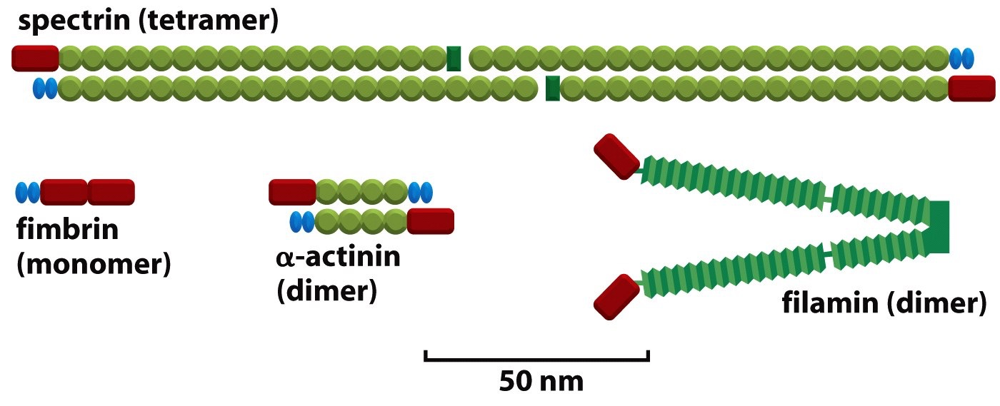 spectrin (tetramer)
fimbrin
(monomer)
α-actinin
(dimer)
filamin (dimer)
50 nm